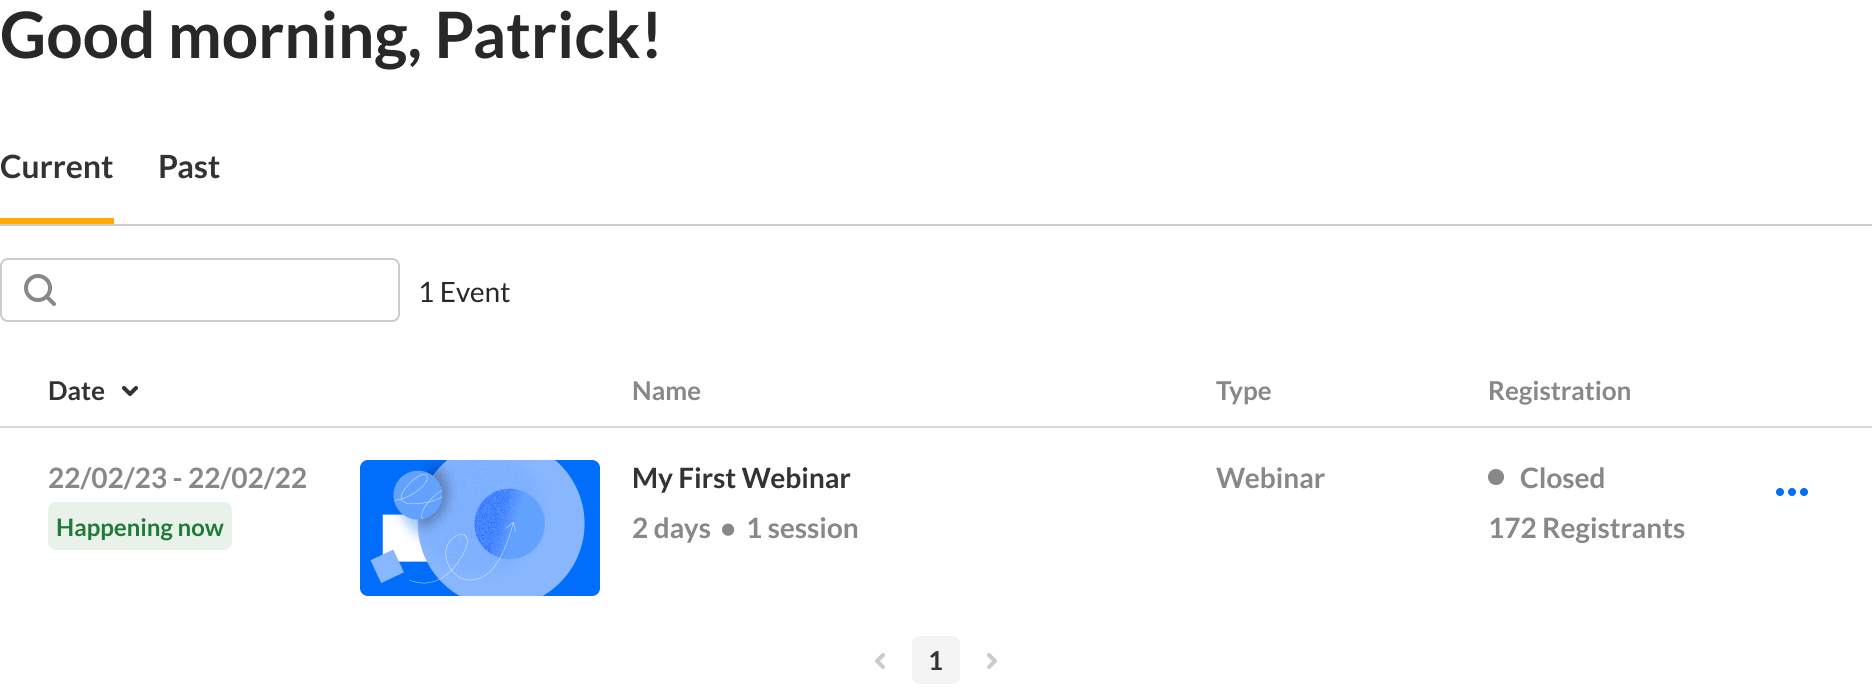 Good morning, Patrick!
Current Past
1 Event
Date Name Type Registration
22/02/23 - 22/02/22 My First Webinar Webinar Closed
Happening now 2 days • 1 session 172 Registrants
1